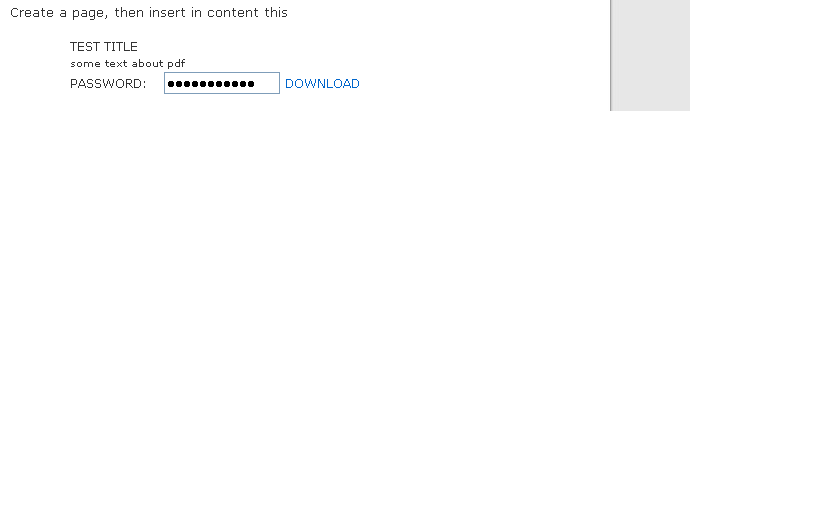 Create a page, then insert in content this
TEST TITLE
some text about pdf
PASSWORD: ●●●●●●●●●●● DOWNLOAD